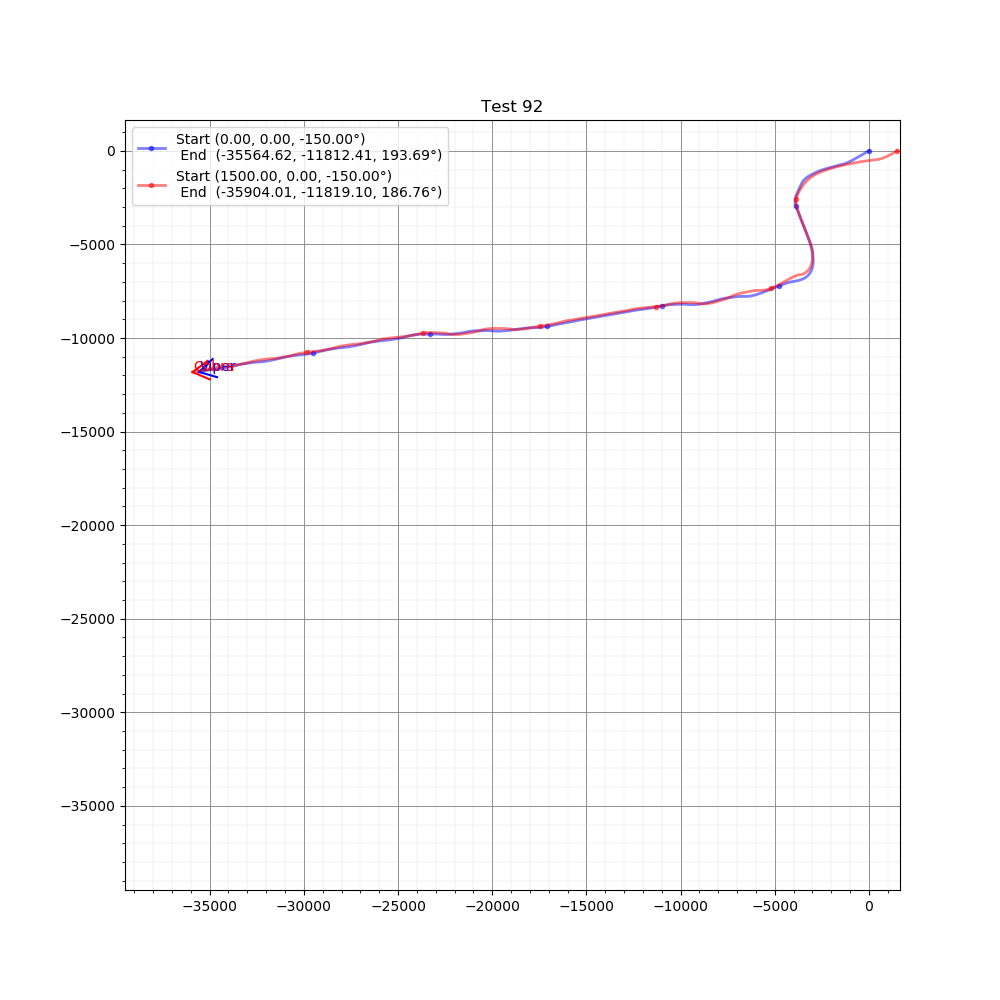 Test 92
Start (0.00, 0.00, -150.00°)
End (-35564.62, -11812.41, 193.69°)
Start (1500.00, 0.00, -150.00°)
End (-35904.01, -11819.10, 186.76°)
0
−5000
−10000
−15000
−20000
−25000
−30000
−35000
−35000 −30000 −25000 −20000 −15000 −10000 −5000 0